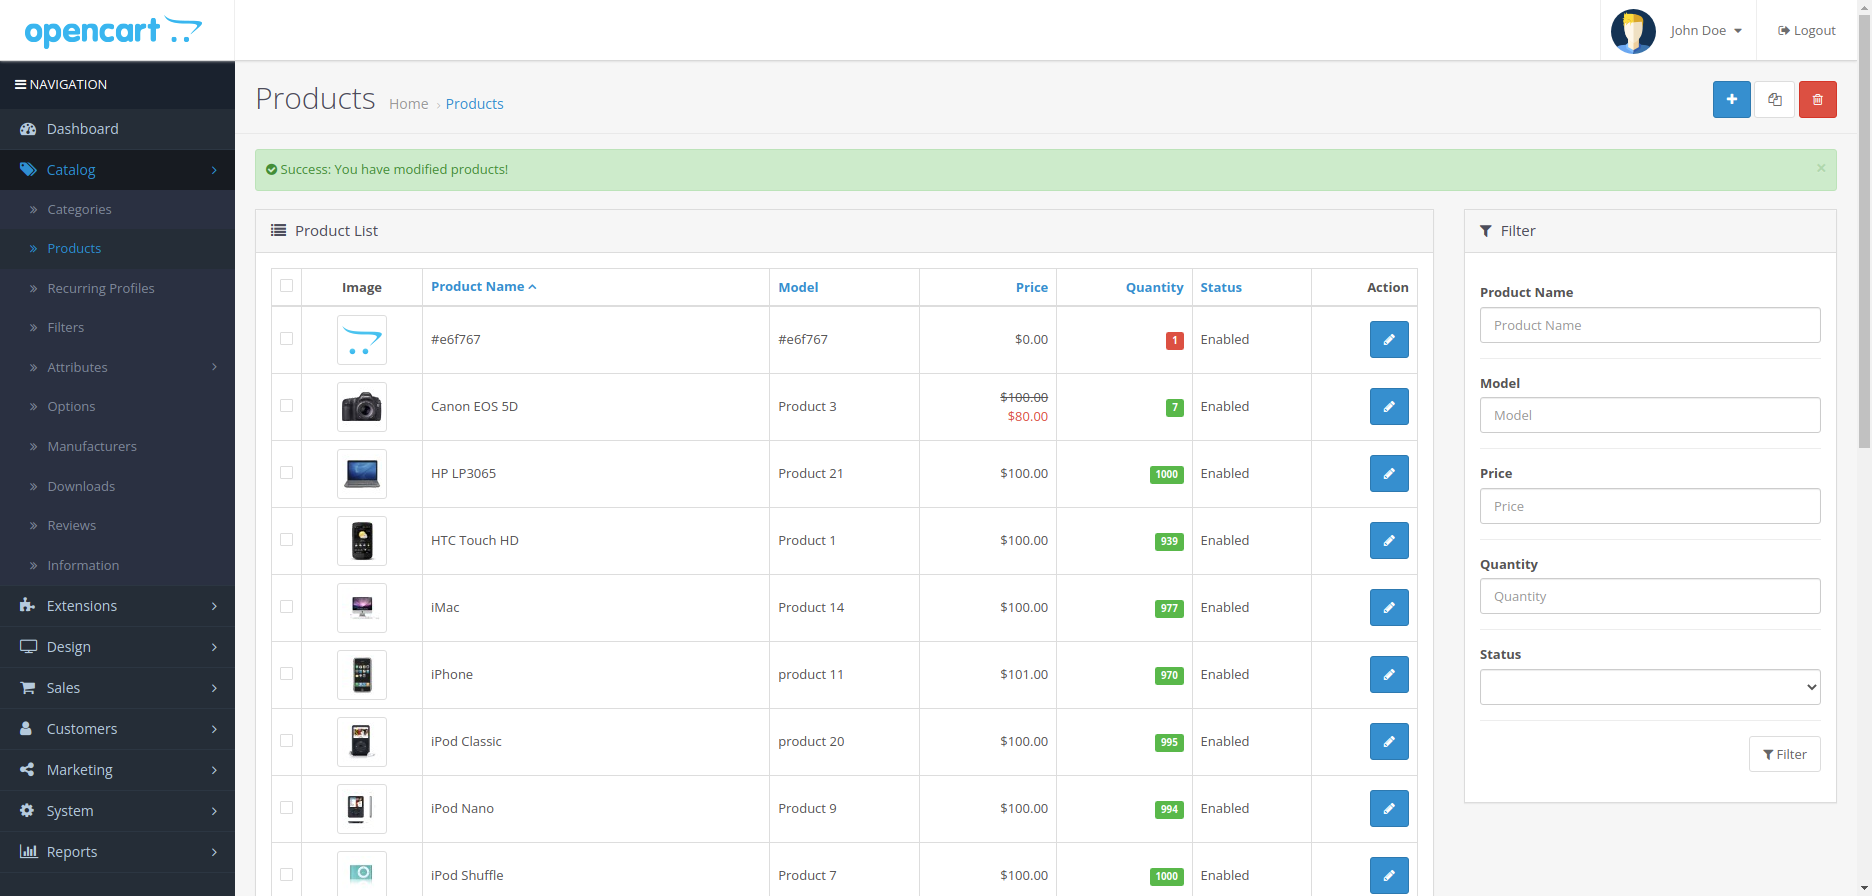 opencart
John Doe
Logout
NAVIGATION
Dashboard
Catalog
Categories
Products
Recurring Profiles
Filters
Attributes
Options
Manufacturers
Downloads
Reviews
Information
Extensions
Design
Sales
Customers
Marketing
System
Reports
Products Home › Products
Success: You have modified products!
×
Product List
Image Product Name Model Price Quantity Status Action
#e6f767 #e6f767 $0.00 1 Enabled
Canon EOS 5D Product 3 $100.00 $80.00 7 Enabled
HP LP3065 Product 21 $100.00 1000 Enabled
HTC Touch HD Product 1 $100.00 939 Enabled
iMac Product 14 $100.00 977 Enabled
iPhone product 11 $101.00 970 Enabled
iPod Classic product 20 $100.00 995 Enabled
iPod Nano Product 9 $100.00 994 Enabled
iPod Shuffle Product 7 $100.00 1000 Enabled
Filter
Product Name
Product Name
Model
Model
Price
Price
Quantity
Quantity
Status
Filter